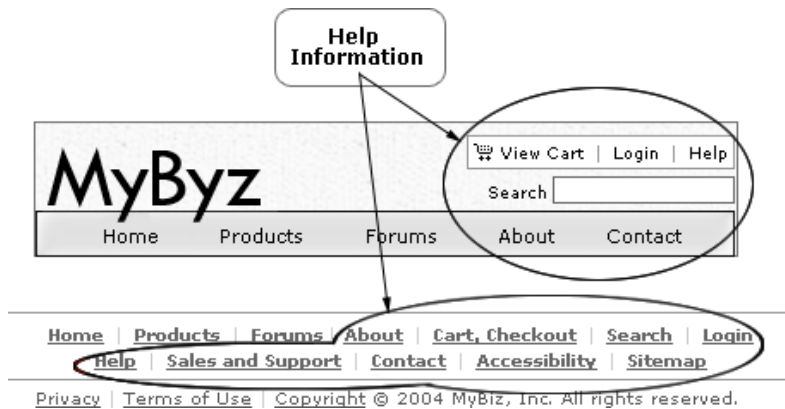 Help
Information
MyByz
View Cart | Login | Help
Search
Home Products Forums About Contact
Home | Products | Forums | About | Cart, Checkout | Search | Login
Help | Sales and Support | Contact | Accessibility | Sitemap
Privacy | Terms of Use | Copyright © 2004 MyBiz, Inc. All rights reserved.